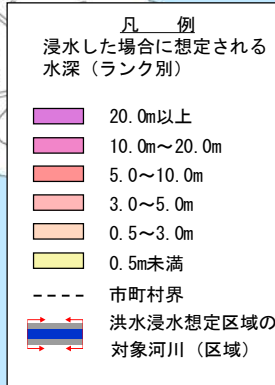 凡　例
浸水した場合に想定される
水深（ランク別）
20.0m以上
10.0m～20.0m
5.0～10.0m
3.0～5.0m
0.5～3.0m
0.5m未満
市町村界
洪水浸水想定区域の
対象河川（区域）